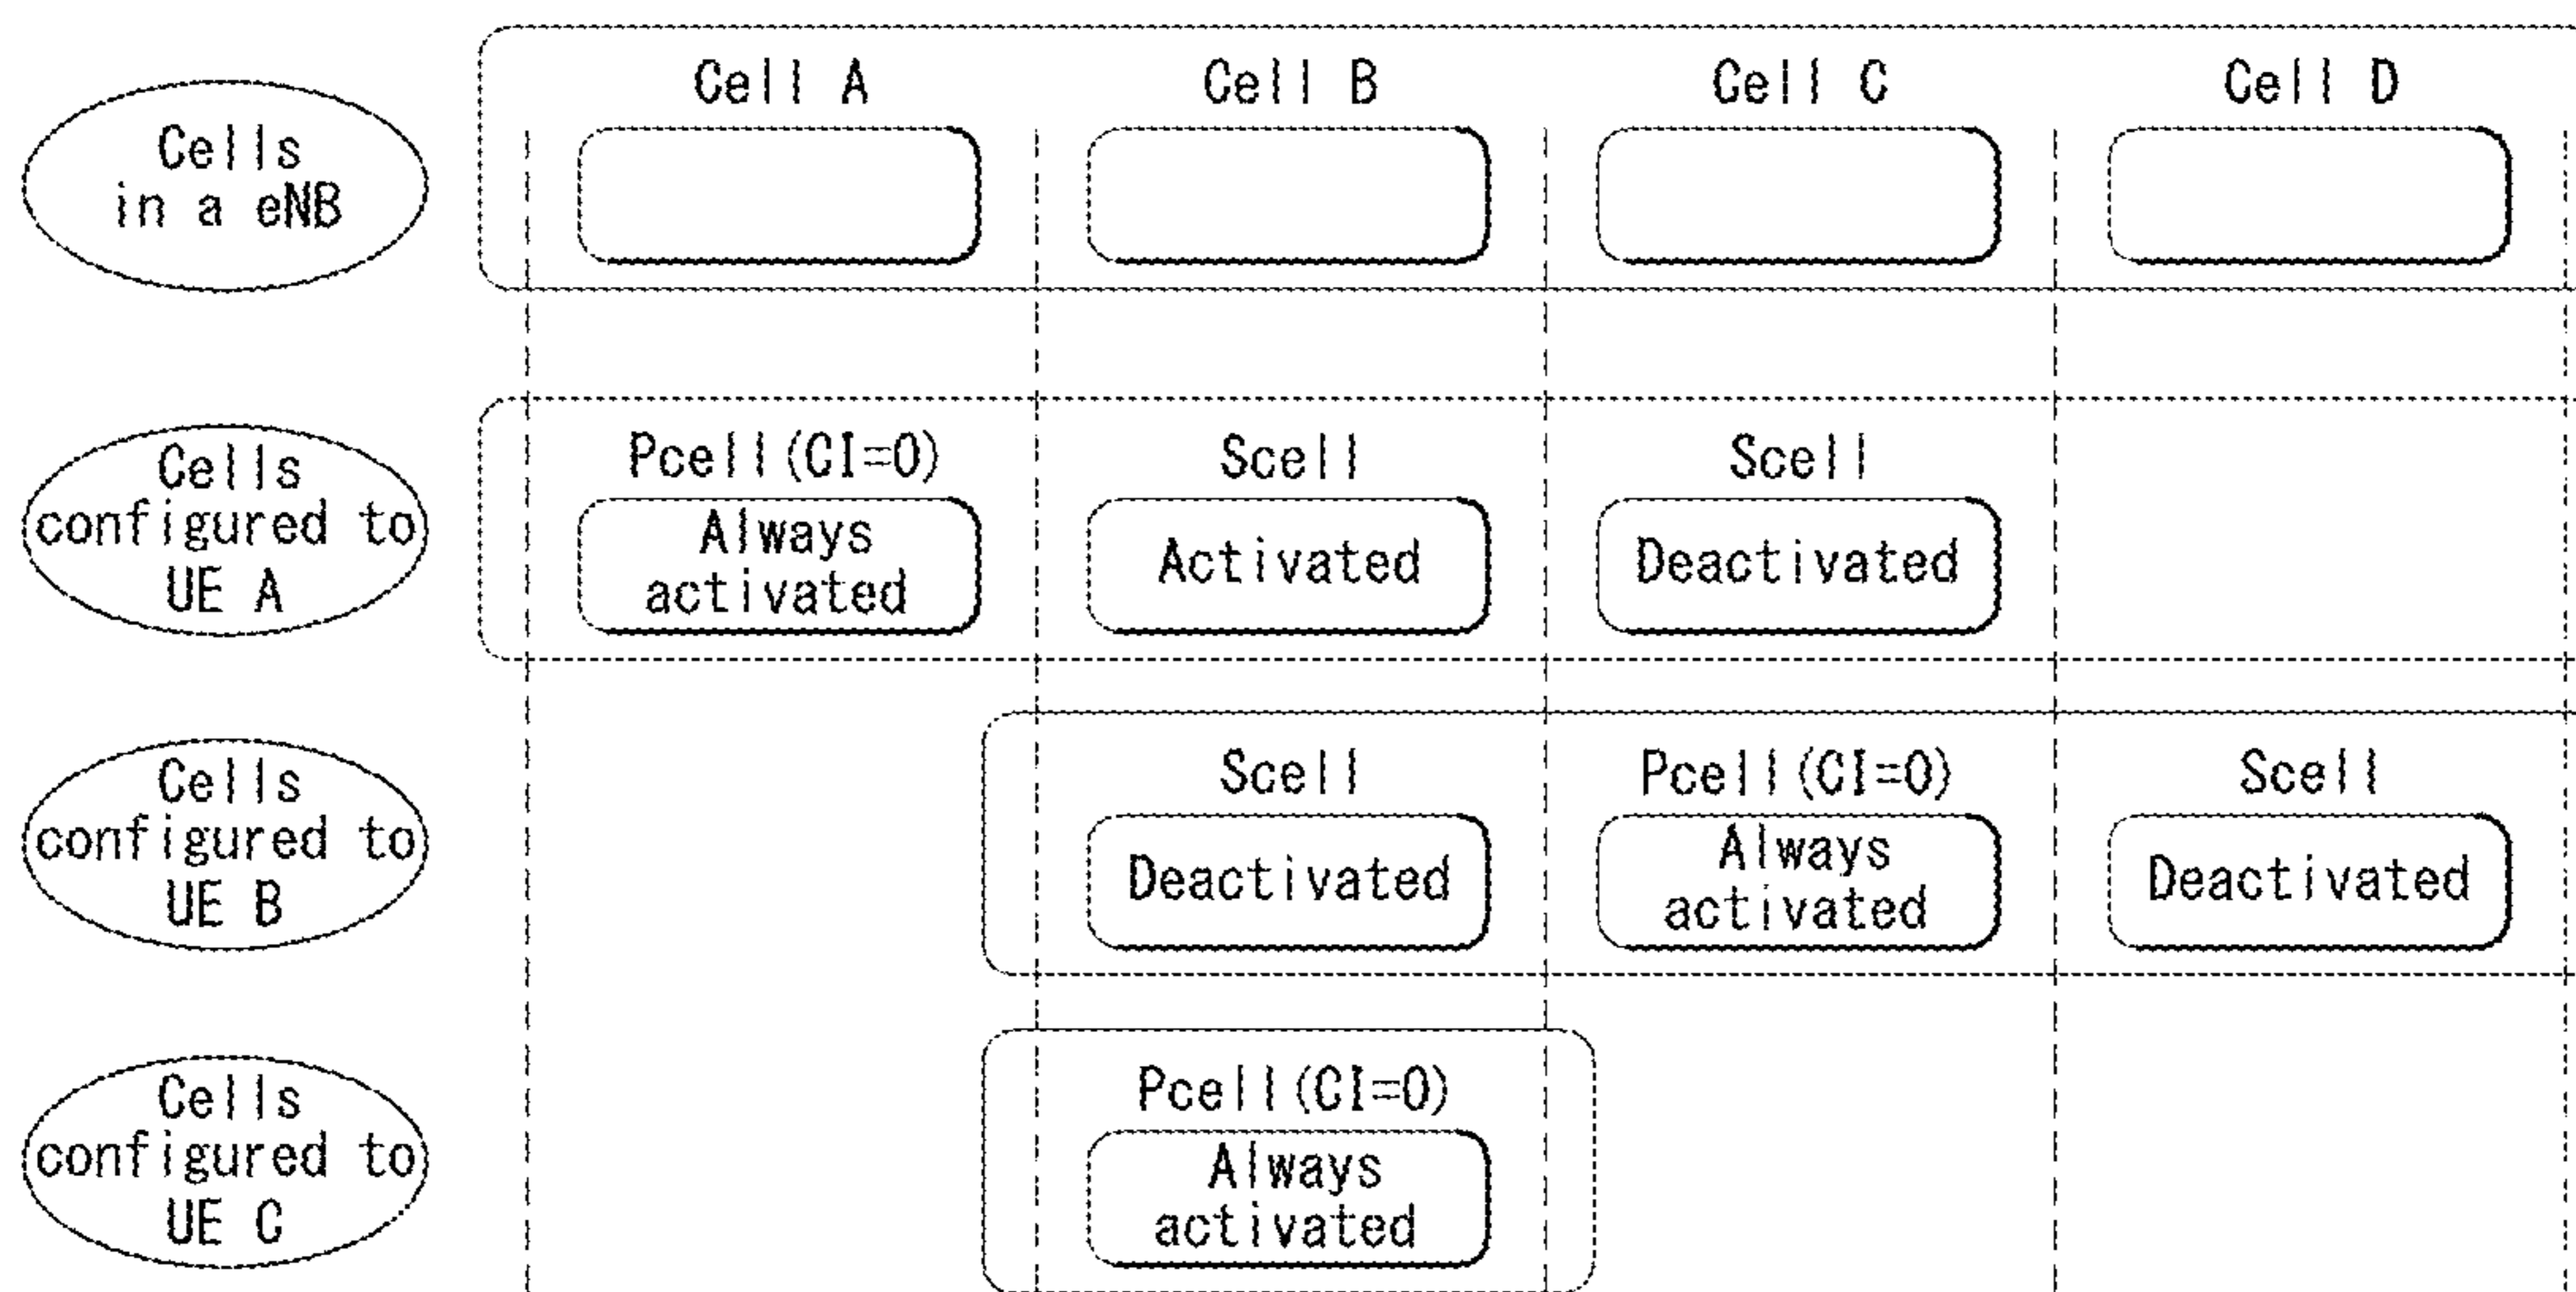 Cell A
Cell B
Cell C
Cell D
Cells
in a eNB
Cells
configured to
UE A
Pcell(CI=0)
Always
activated
Scell
Activated
Scell
Deactivated
Cells
configured to
UE B
Scell
Deactivated
Pcell(CI=0)
Always
activated
Scell
Deactivated
Cells
configured to
UE C
Pcell(CI=0)
Always
activated